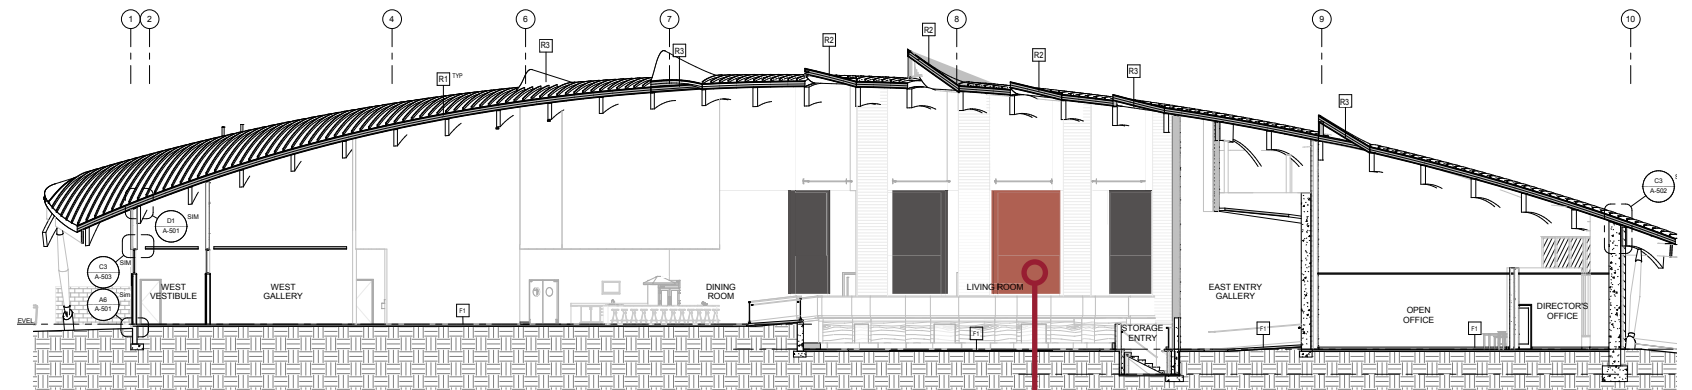 1 2 4 6 7 8 9 10
R3 R3 R2 R2 R2 R3 R3
R1 TYP
C3
A-502
D1
A-501
SIM
C3
A-503
SIM
A6
A-501
Sim
WEST
VESTIBULE
WEST
GALLERY
DINING
ROOM
LIVING ROOM
EAST ENTRY
GALLERY
OPEN
OFFICE
DIRECTOR'S
OFFICE
STORAGE
ENTRY
EVEL
F1 F1 F1 F1